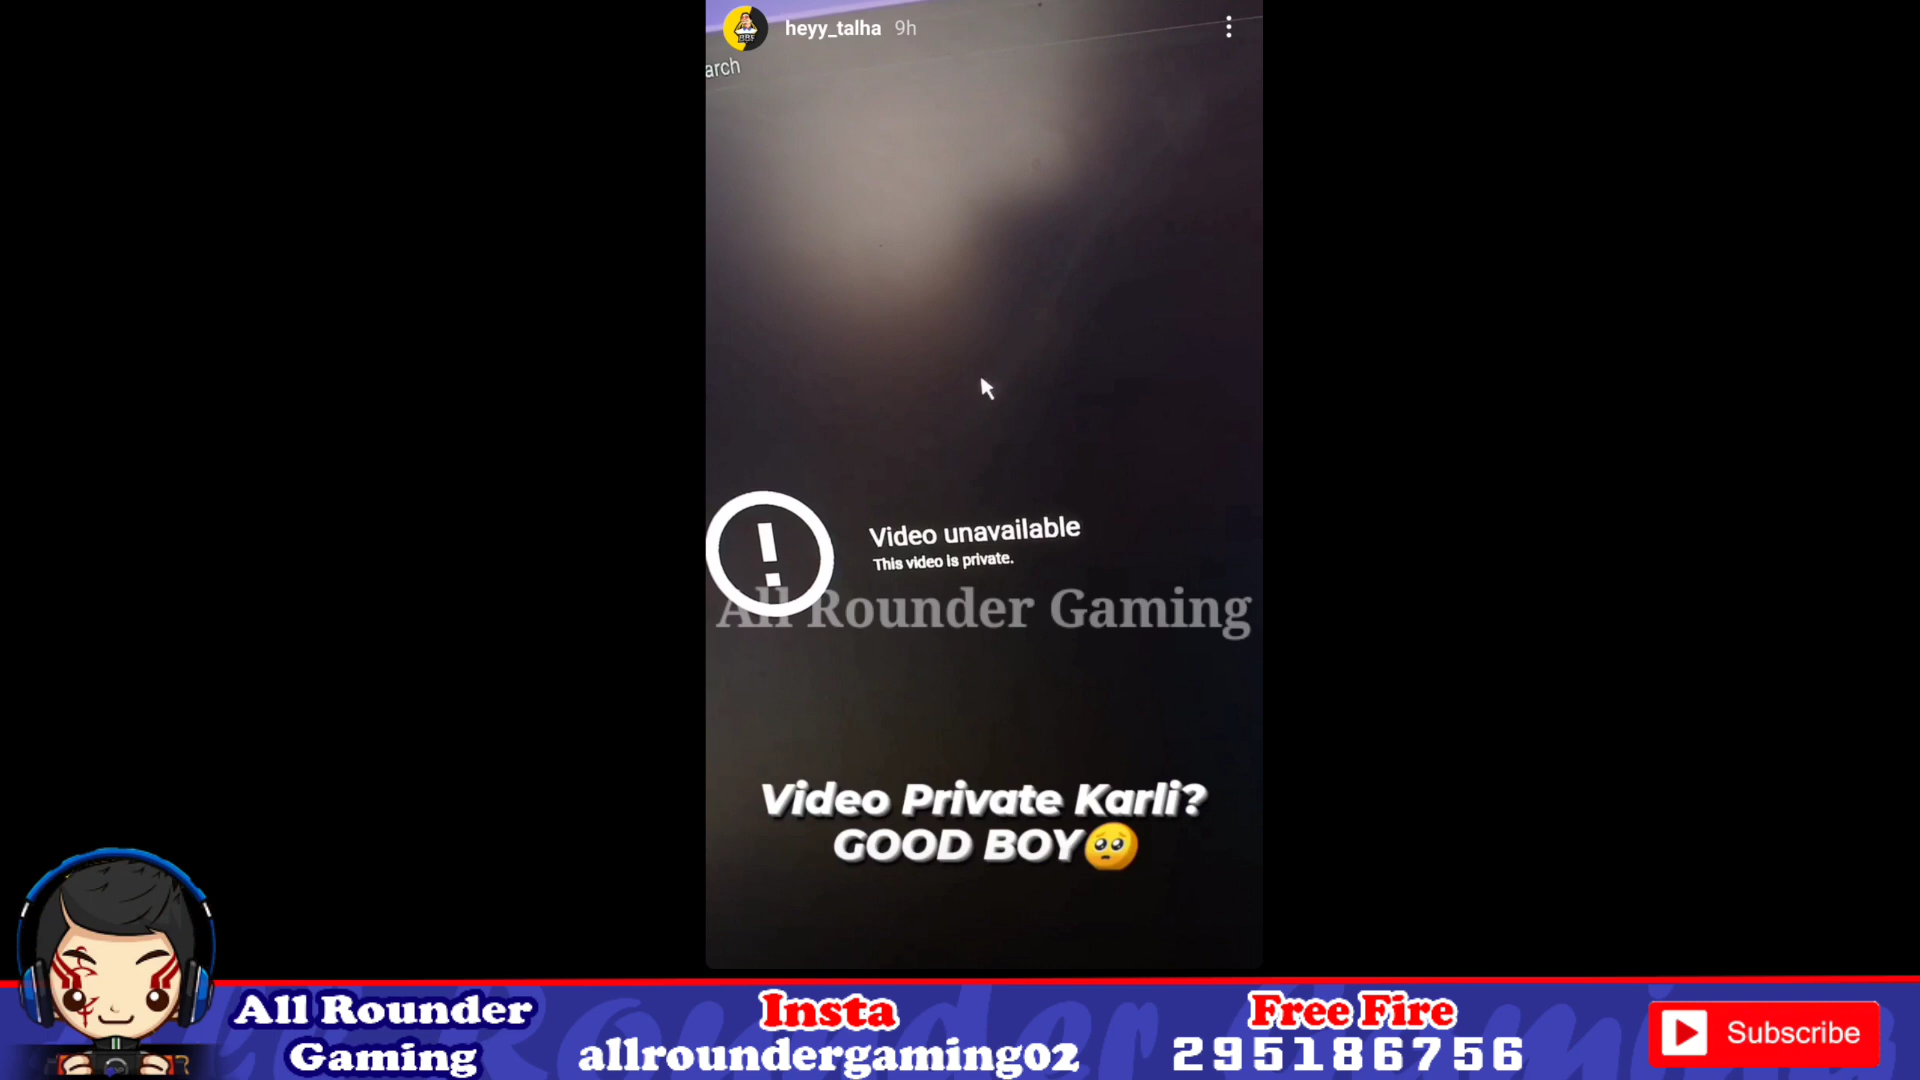 heyy_talha 9h
arch
Video unavailable
This video is private.
All Rounder Gaming
Video Private Karli?
GOOD BOY🥺
All Rounder
Gaming
Insta
allroundergaming02
Free Fire
295186756
Subscribe